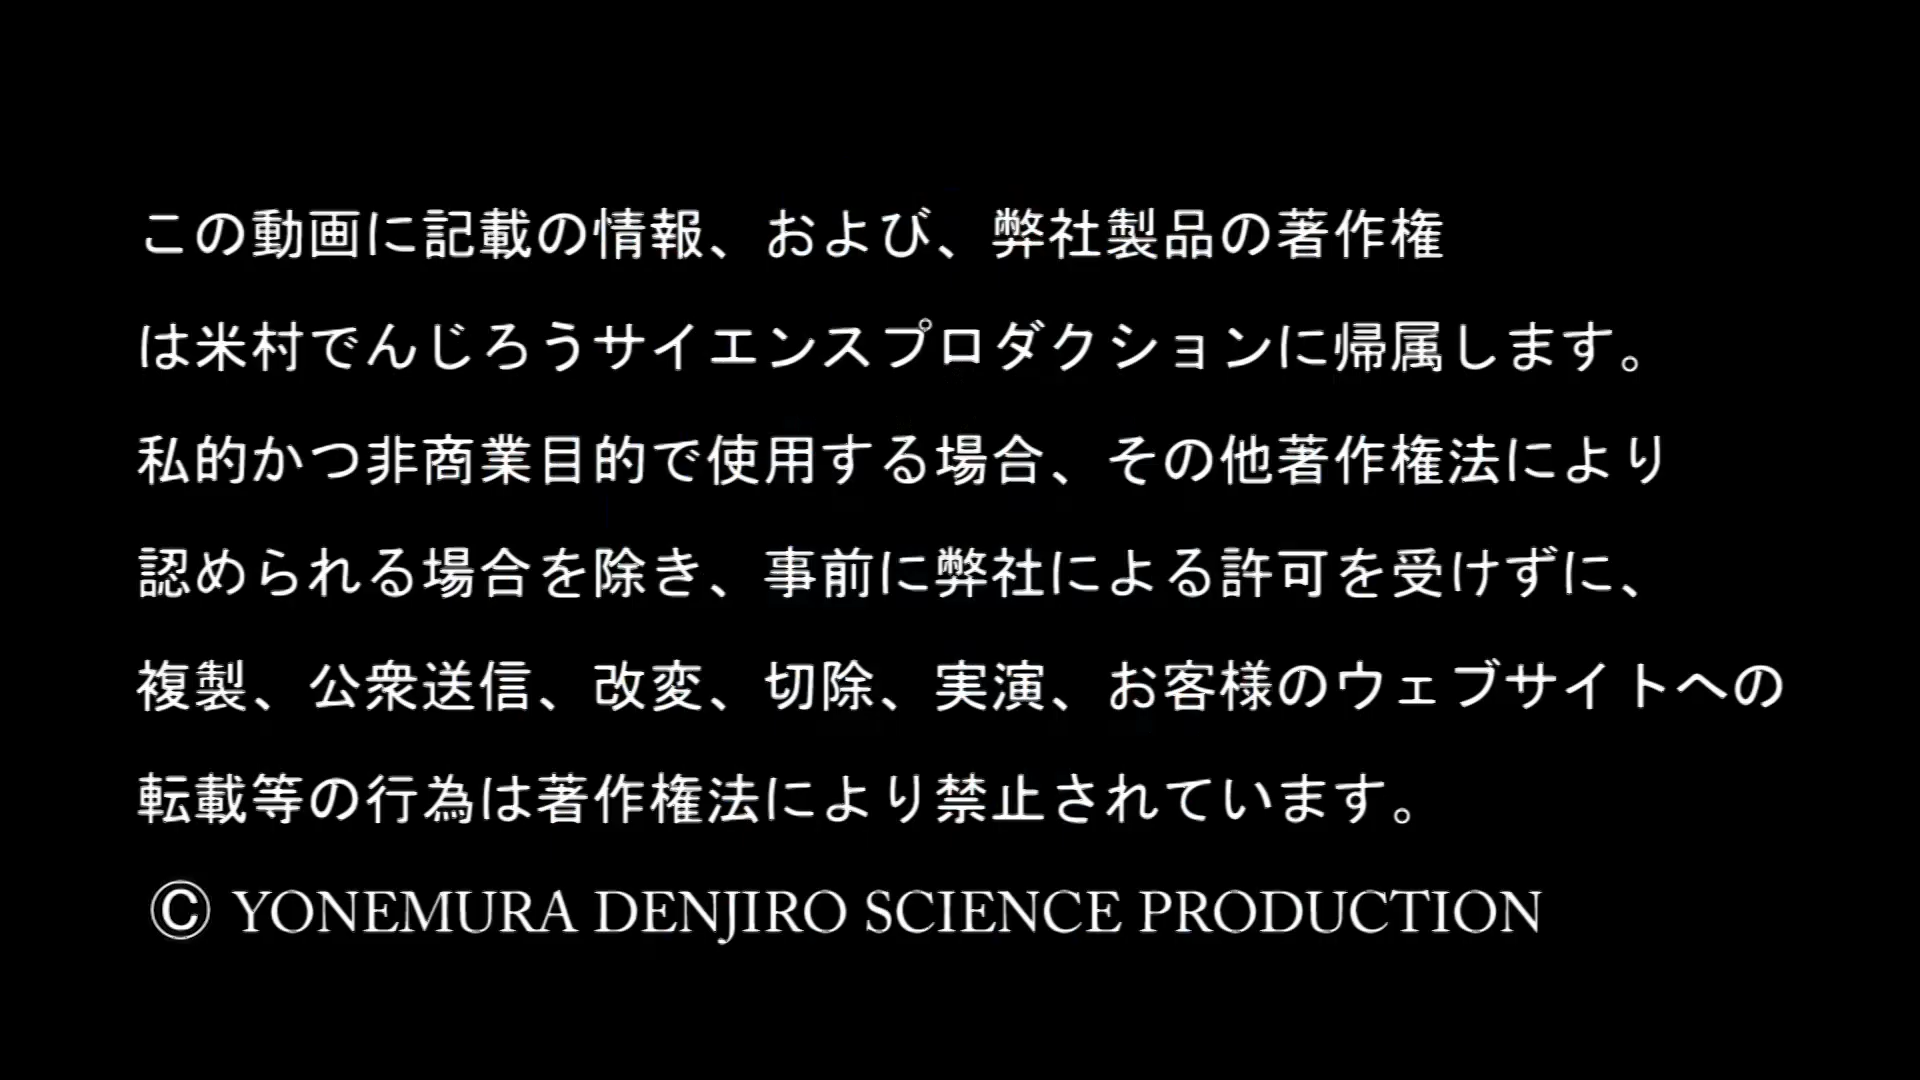 この動画に記載の情報、および、弊社製品の著作権
は米村でんじろうサイエンスプロダクションに帰属します。
私的かつ非商業目的で使用する場合、その他著作権法により
認められる場合を除き、事前に弊社による許可を受けずに、
複製、公衆送信、改変、切除、実演、お客様のウェブサイトへの
転載等の行為は著作権法により禁止されています。
© YONEMURA DENJIRO SCIENCE PRODUCTION